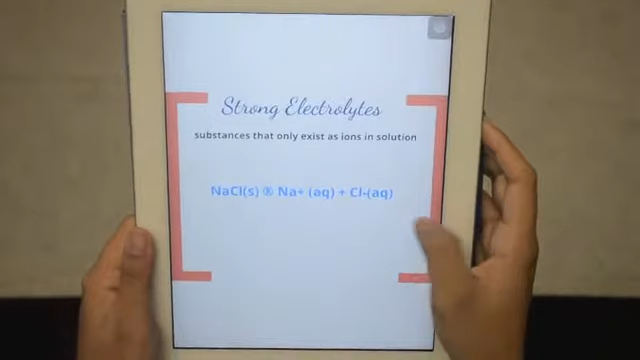 Strong Electrolytes
substances that only exist as ions in solution
NaCl(s) ® Na+ (aq) + Cl-(aq)